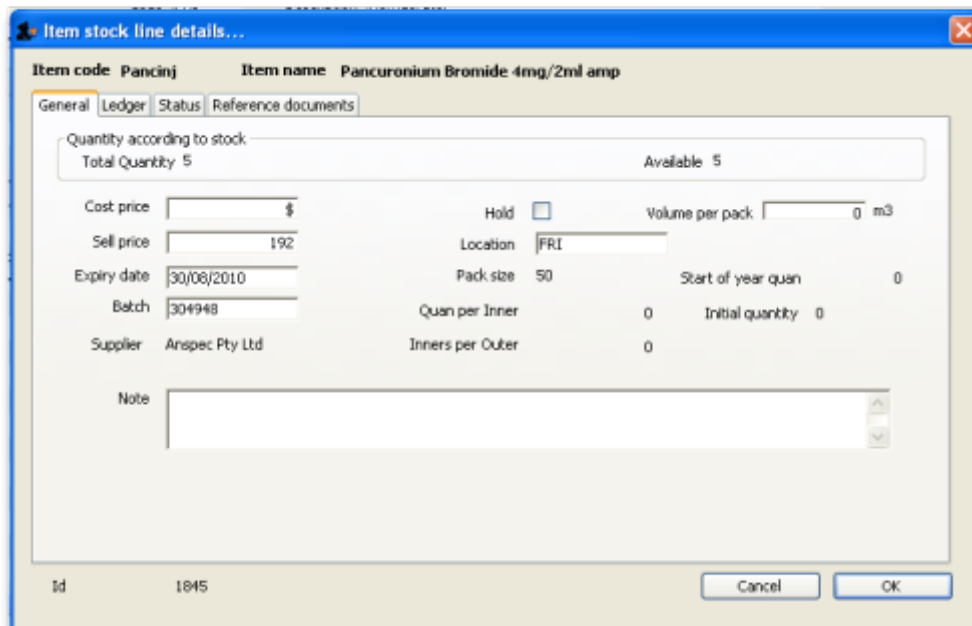 Item stock line details...
Item code Pancinj Item name Pancuronium Bromide 4mg/2ml amp
General Ledger Status Reference documents
Quantity according to stock
Total Quantity 5 Available 5
Cost price $ Hold Volume per pack 0 m3
Sell price 192 Location FRI
Expiry date 30/08/2010 Pack size 50 Start of year quan 0
Batch 304948 Quan per Inner 0 Initial quantity 0
Supplier Anspec Pty Ltd Inners per Outer 0
Note
Id 1845 Cancel OK